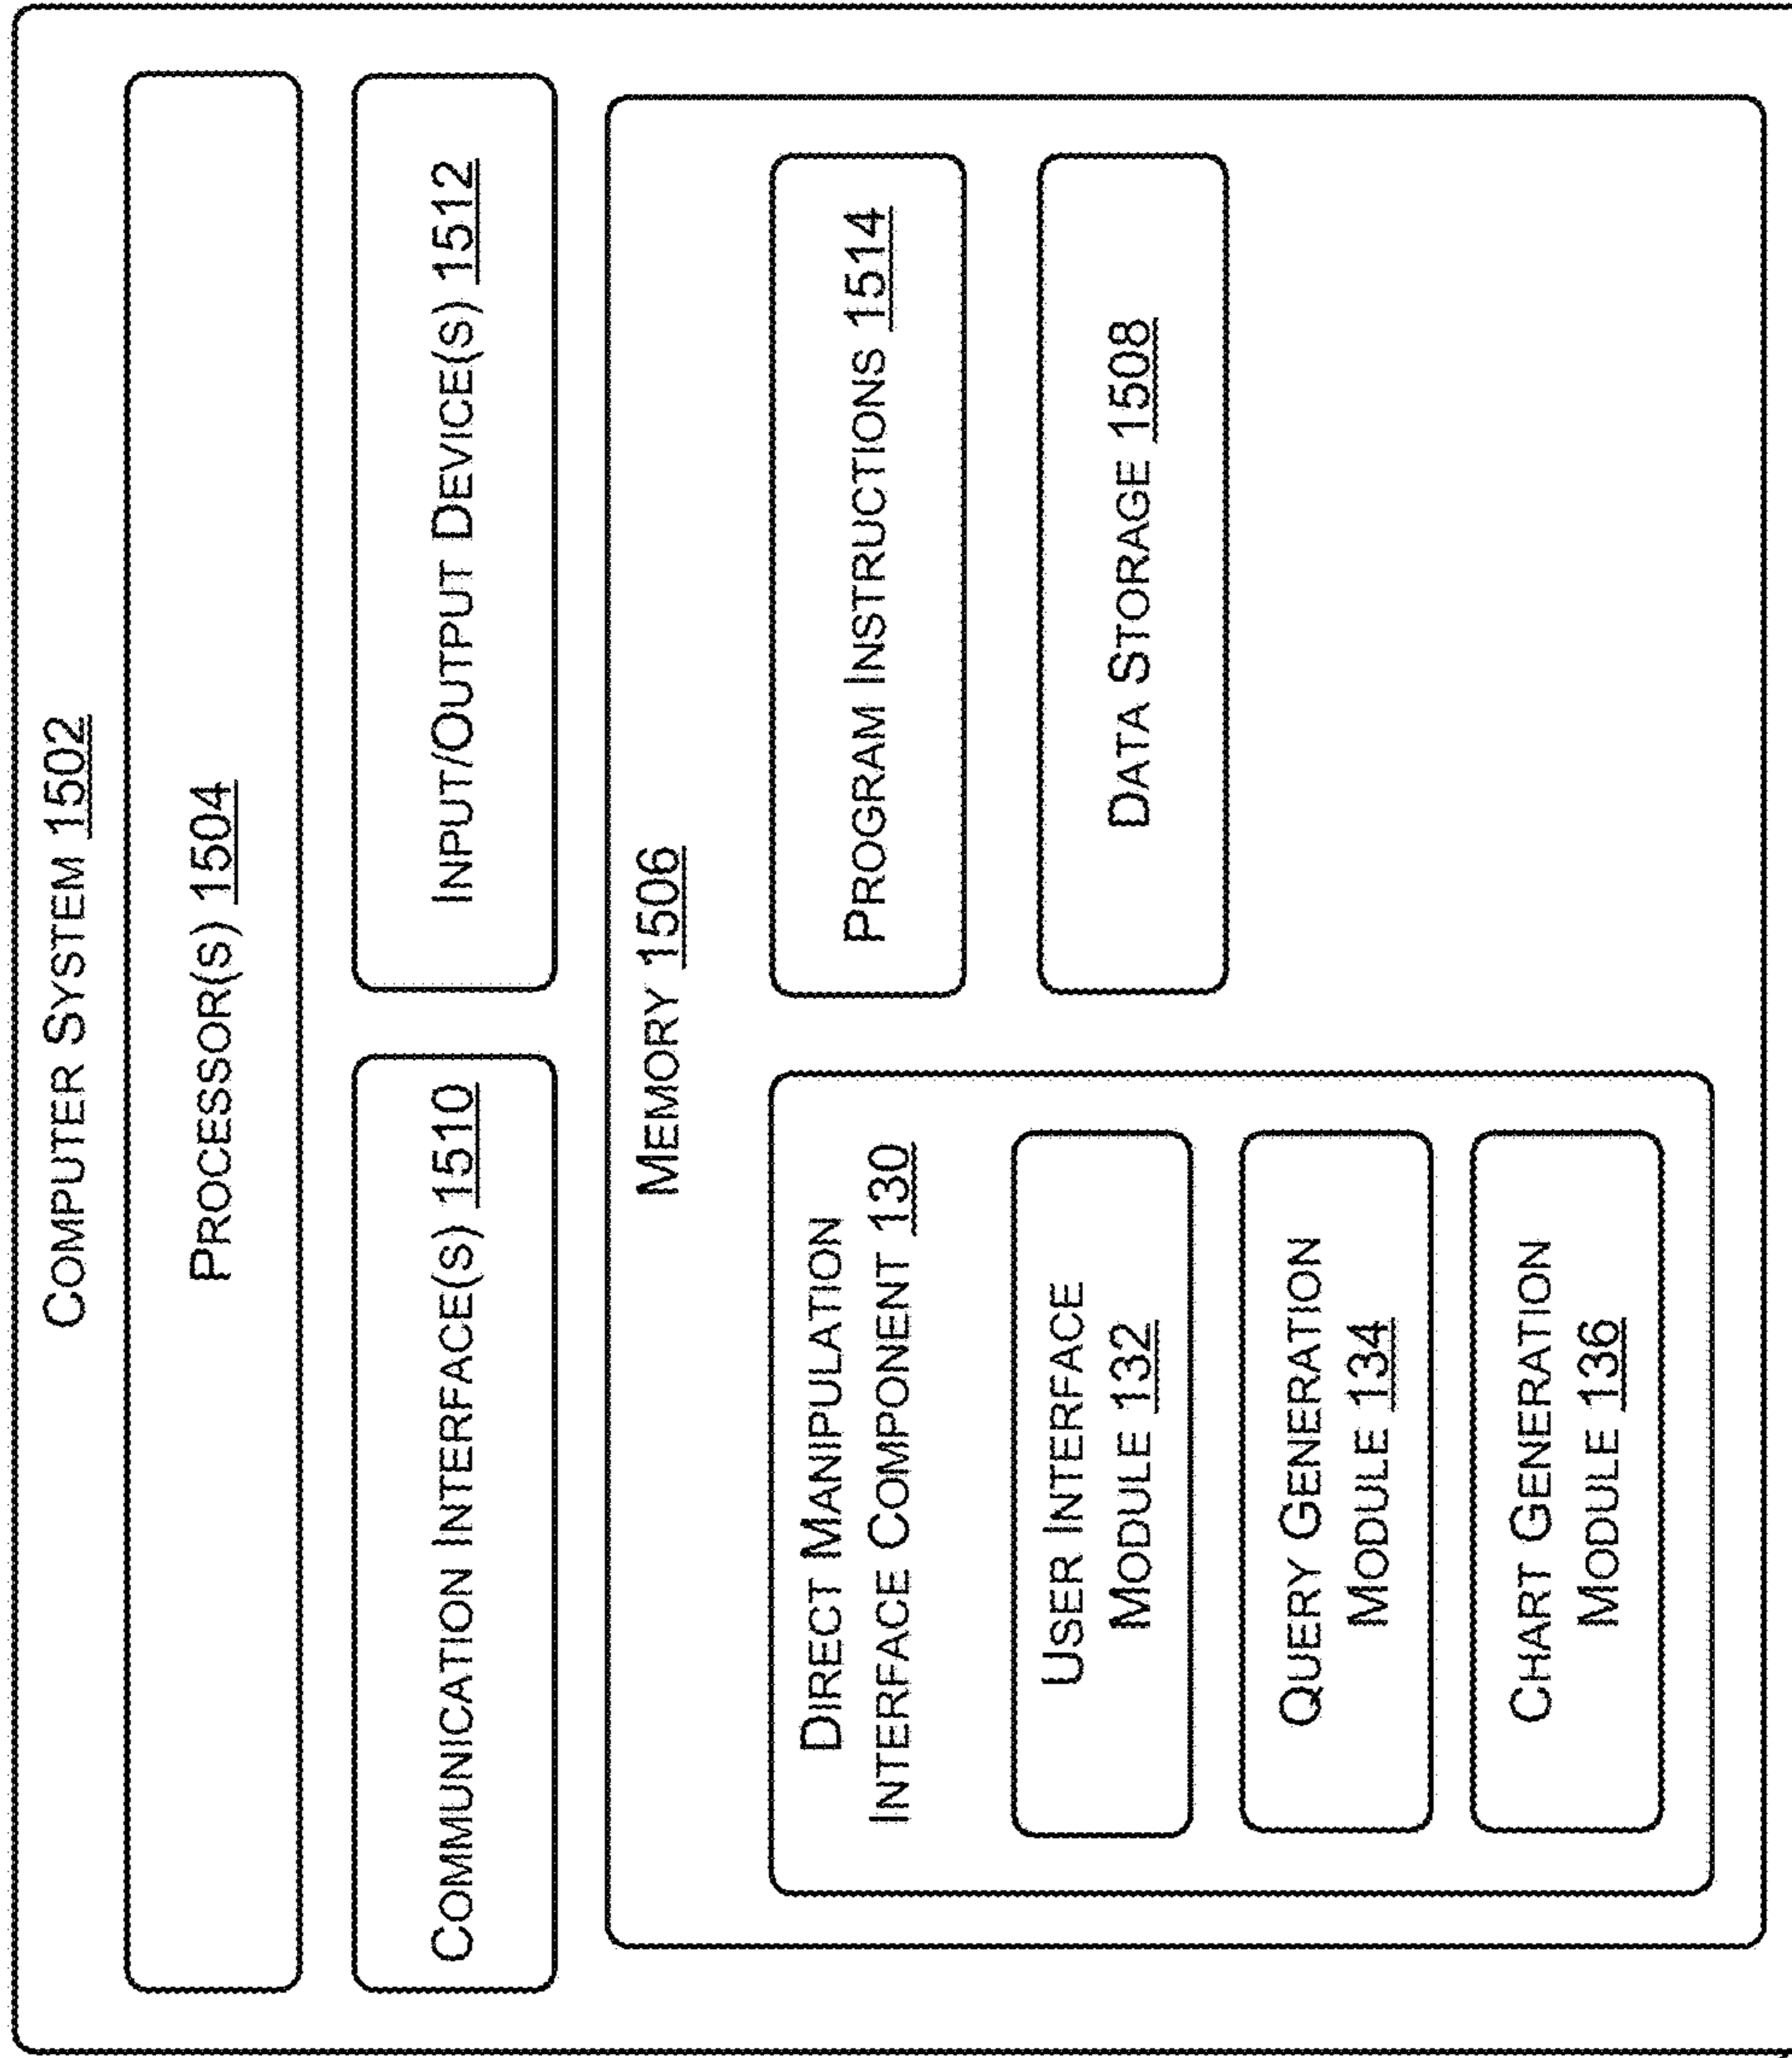 COMPUTER SYSTEM 1502
PROCESSOR(S) 1504
COMMUNICATION INTERFACE(S) 1510
INPUT/OUTPUT DEVICE(S) 1512
MEMORY 1506
DIRECT MANIPULATION
INTERFACE COMPONENT 130
USER INTERFACE
MODULE 132
QUERY GENERATION
MODULE 134
CHART GENERATION
MODULE 136
PROGRAM INSTRUCTIONS 1514
DATA STORAGE 1508